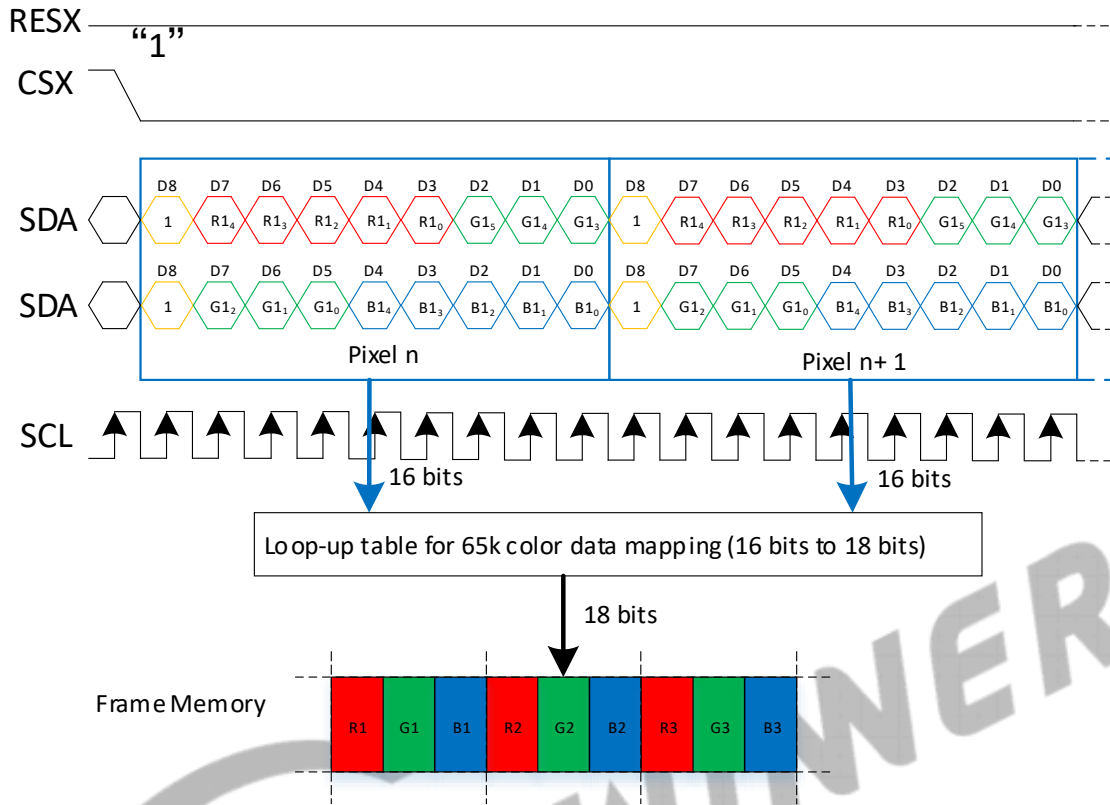 RESX
“1”
CSX
D8 D7 D6 D5 D4 D3 D2 D1 D0 D8 D7 D6 D5 D4 D3 D2 D1 D0
SDA 1 R1₄ R1₃ R1₂ R1₁ R1₀ G1₅ G1₄ G1₃ 1 R1₄ R1₃ R1₂ R1₁ R1₀ G1₅ G1₄ G1₃
D8 D7 D6 D5 D4 D3 D2 D1 D0 D8 D7 D6 D5 D4 D3 D2 D1 D0
SDA 1 G1₂ G1₁ G1₀ B1₄ B1₃ B1₂ B1₁ B1₀ 1 G1₂ G1₁ G1₀ B1₄ B1₃ B1₂ B1₁ B1₀
Pixel n Pixel n+ 1
SCL
16 bits 16 bits
Loop-up table for 65k color data mapping (16 bits to 18 bits)
18 bits
Frame Memory
R1 G1 B1 R2 G2 B2 R3 G3 B3